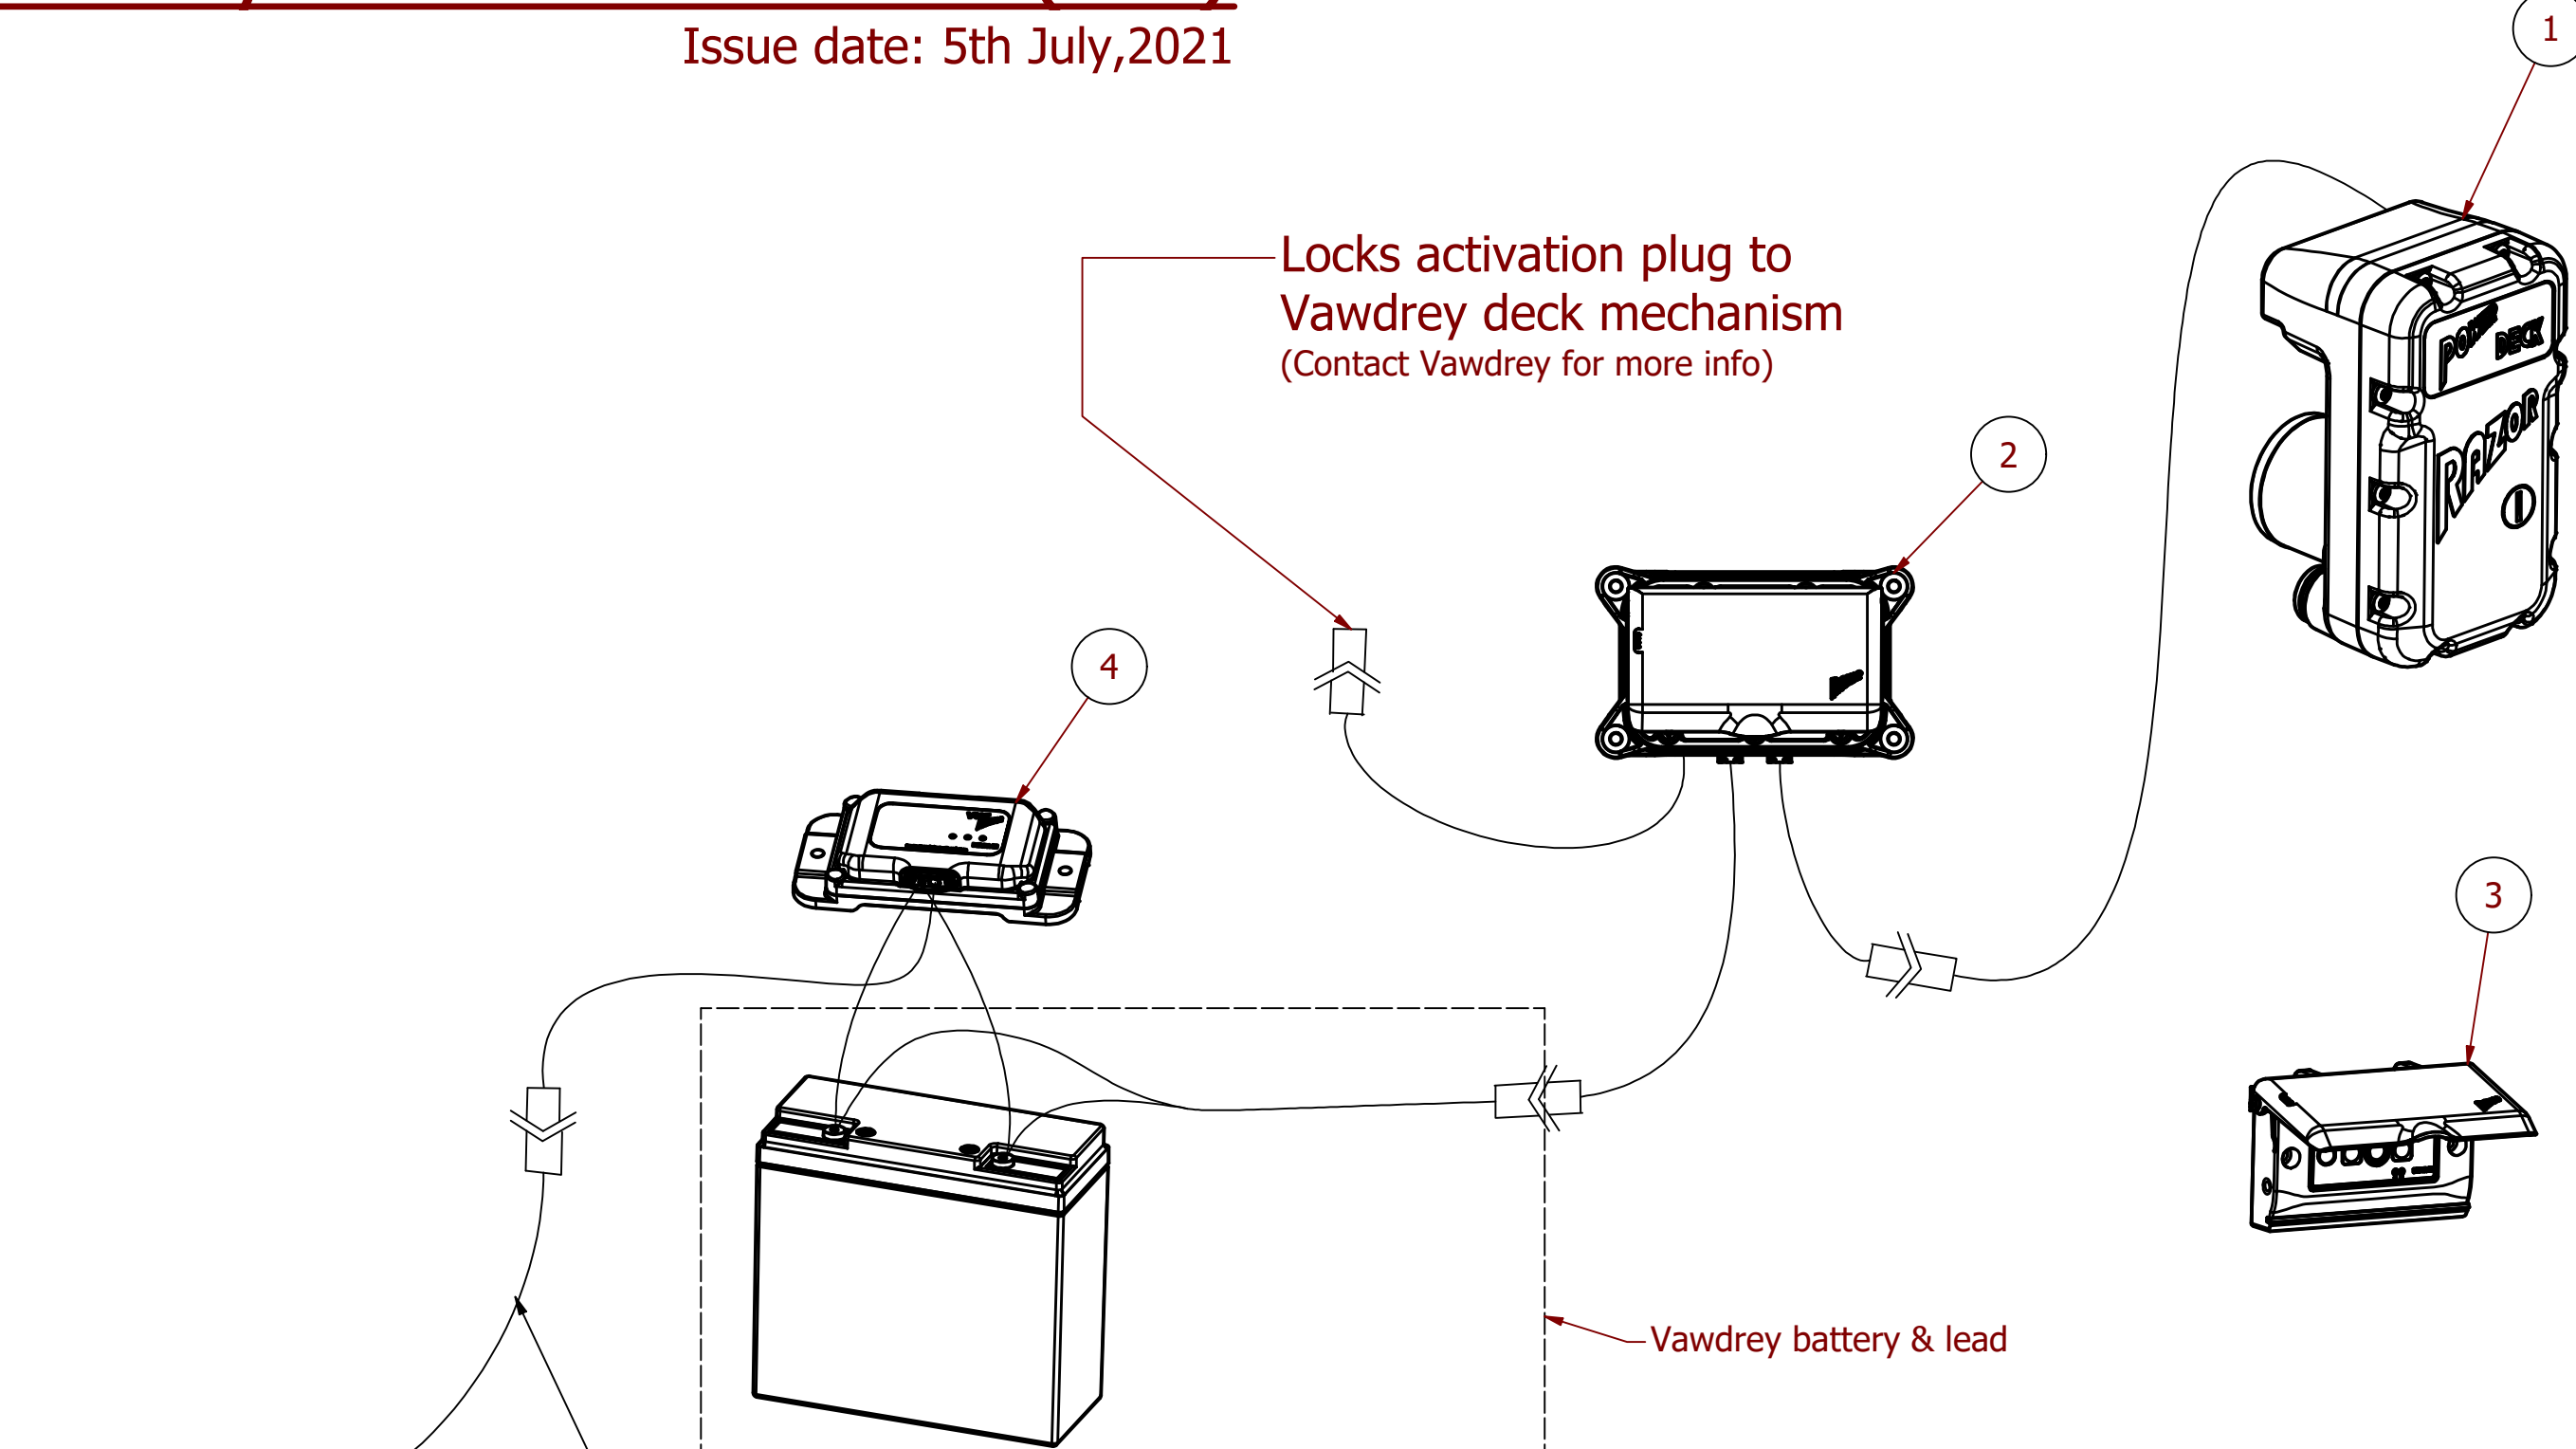 Issue date: 5th July,2021
1
Locks activation plug to
Vawdrey deck mechanism
(Contact Vawdrey for more info)
POWER
DECK
RAZOR
2
4
3
Vawdrey battery & lead